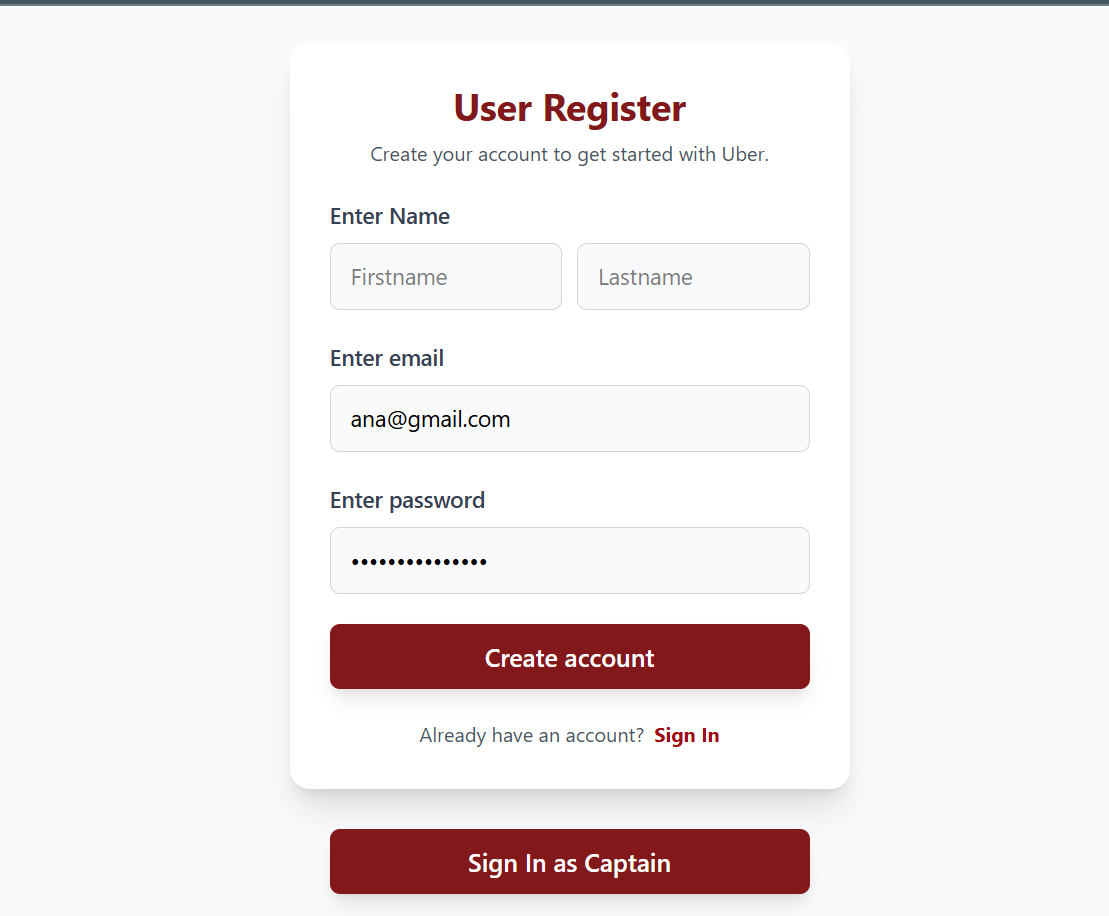 User Register
Create your account to get started with Uber.
Enter Name
Firstname Lastname
Enter email
ana@gmail.com
Enter password
•••••••••••••••
Create account
Already have an account? Sign In
Sign In as Captain